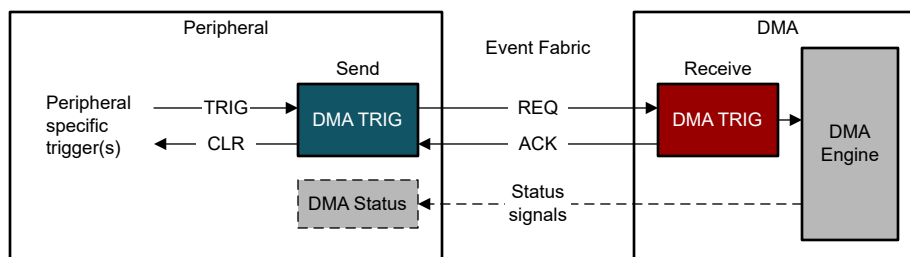 Peripheral
DMA
Event Fabric
Send
Receive
Peripheral
specific
trigger(s)
TRIG
CLR
DMA TRIG
REQ
ACK
DMA TRIG
DMA
Engine
DMA Status
Status
signals